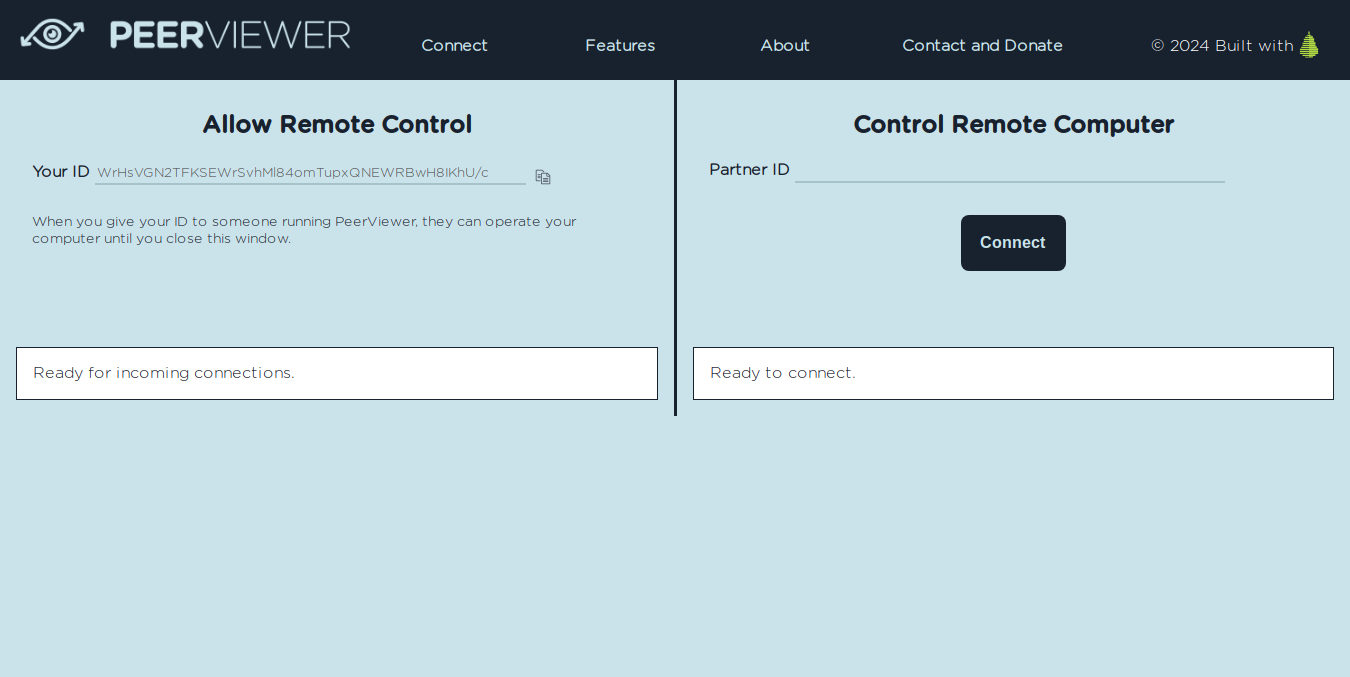 PEERVIEWER
Connect
Features
About
Contact and Donate
© 2024 Built with
Allow Remote Control
Your ID WrHsVGN2TFKSEWrSvhMl84omTupxQNEWRBwH8IKhU/c
When you give your ID to someone running PeerViewer, they can operate your
computer until you close this window.
Ready for incoming connections.
Control Remote Computer
Partner ID
Connect
Ready to connect.